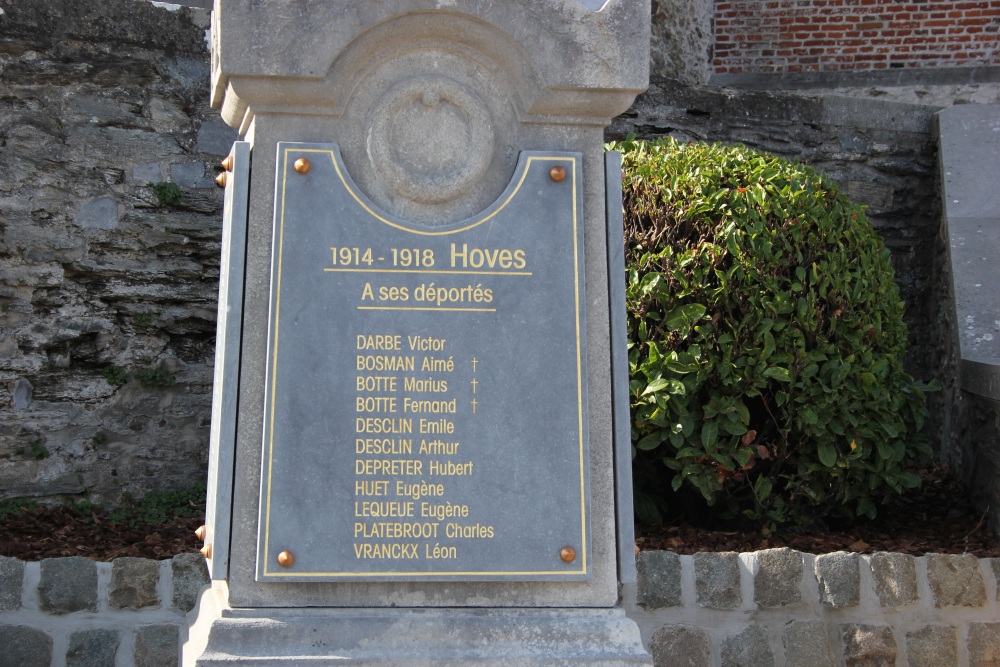 1914 - 1918 Hoves
A ses déportés
DARBE Victor
BOSMAN Aimé †
BOTTE Marius †
BOTTE Fernand †
DESCLIN Emile
DESCLIN Arthur
DEPRETER Hubert
HUET Eugène
LEQUEUE Eugène
PLATEBROOT Charles
VRANCKX Léon